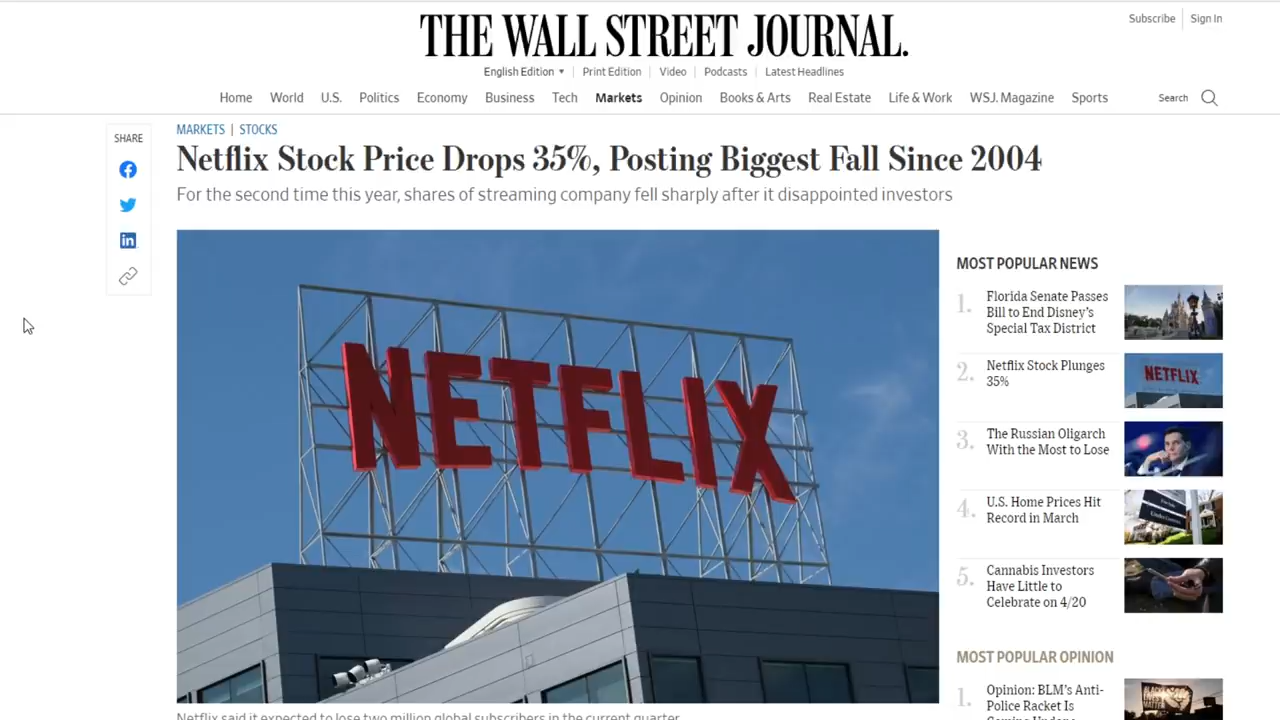 THE WALL STREET JOURNAL.
Subscribe
Sign In
English Edition
Print Edition
Video
Podcasts
Latest Headlines
Home
World
U.S.
Politics
Economy
Business
Tech
Markets
Opinion
Books & Arts
Real Estate
Life & Work
WSJ. Magazine
Sports
Search
SHARE
MARKETS | STOCKS
Netflix Stock Price Drops 35%, Posting Biggest Fall Since 2004
For the second time this year, shares of streaming company fell sharply after it disappointed investors
NETFLIX
Netflix said it expected to lose two million global subscribers in the current quarter.
MOST POPULAR NEWS
1.
Florida Senate Passes
Bill to End Disney's
Special Tax District
2.
Netflix Stock Plunges
35%
NETFLIX
3.
The Russian Oligarch
With the Most to Lose
4.
U.S. Home Prices Hit
Record in March
5.
Cannabis Investors
Have Little to
Celebrate on 4/20
MOST POPULAR OPINION
1.
Opinion: BLM's Anti-
Police Racket Is